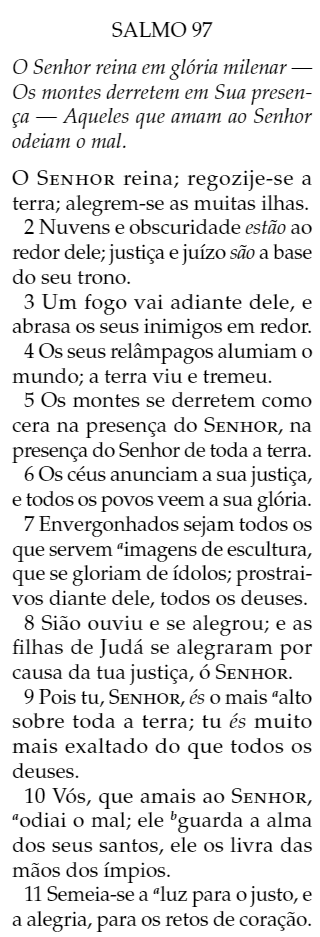 SALMO 97
O Senhor reina em glória milenar —
Os montes derretem em Sua presen-
ça — Aqueles que amam ao Senhor
odeiam o mal.
O SENHOR reina; regozije-se a
terra; alegrem-se as muitas ilhas.
2 Nuvens e obscuridade estão ao
redor dele; justiça e juízo são a base
do seu trono.
3 Um fogo vai adiante dele, e
abrasa os seus inimigos em redor.
4 Os seus relâmpagos alumiam o
mundo; a terra viu e tremeu.
5 Os montes se derretem como
cera na presença do SENHOR, na
presença do Senhor de toda a terra.
6 Os céus anunciam a sua justiça,
e todos os povos veem a sua glória.
7 Envergonhados sejam todos os
que servem ᵃimagens de escultura,
que se gloriam de ídolos; prostrai-
vos diante dele, todos os deuses.
8 Sião ouviu e se alegrou; e as
filhas de Judá se alegraram por
causa da tua justiça, ó SENHOR.
9 Pois tu, SENHOR, és o mais ᵃalto
sobre toda a terra; tu és muito
mais exaltado do que todos os
deuses.
10 Vós, que amais ao SENHOR,
ᵃodiai o mal; ele ᵇguarda a alma
dos seus santos, ele os livra das
mãos dos ímpios.
11 Semeia-se a ᵃluz para o justo, e
a alegria, para os retos de coração.